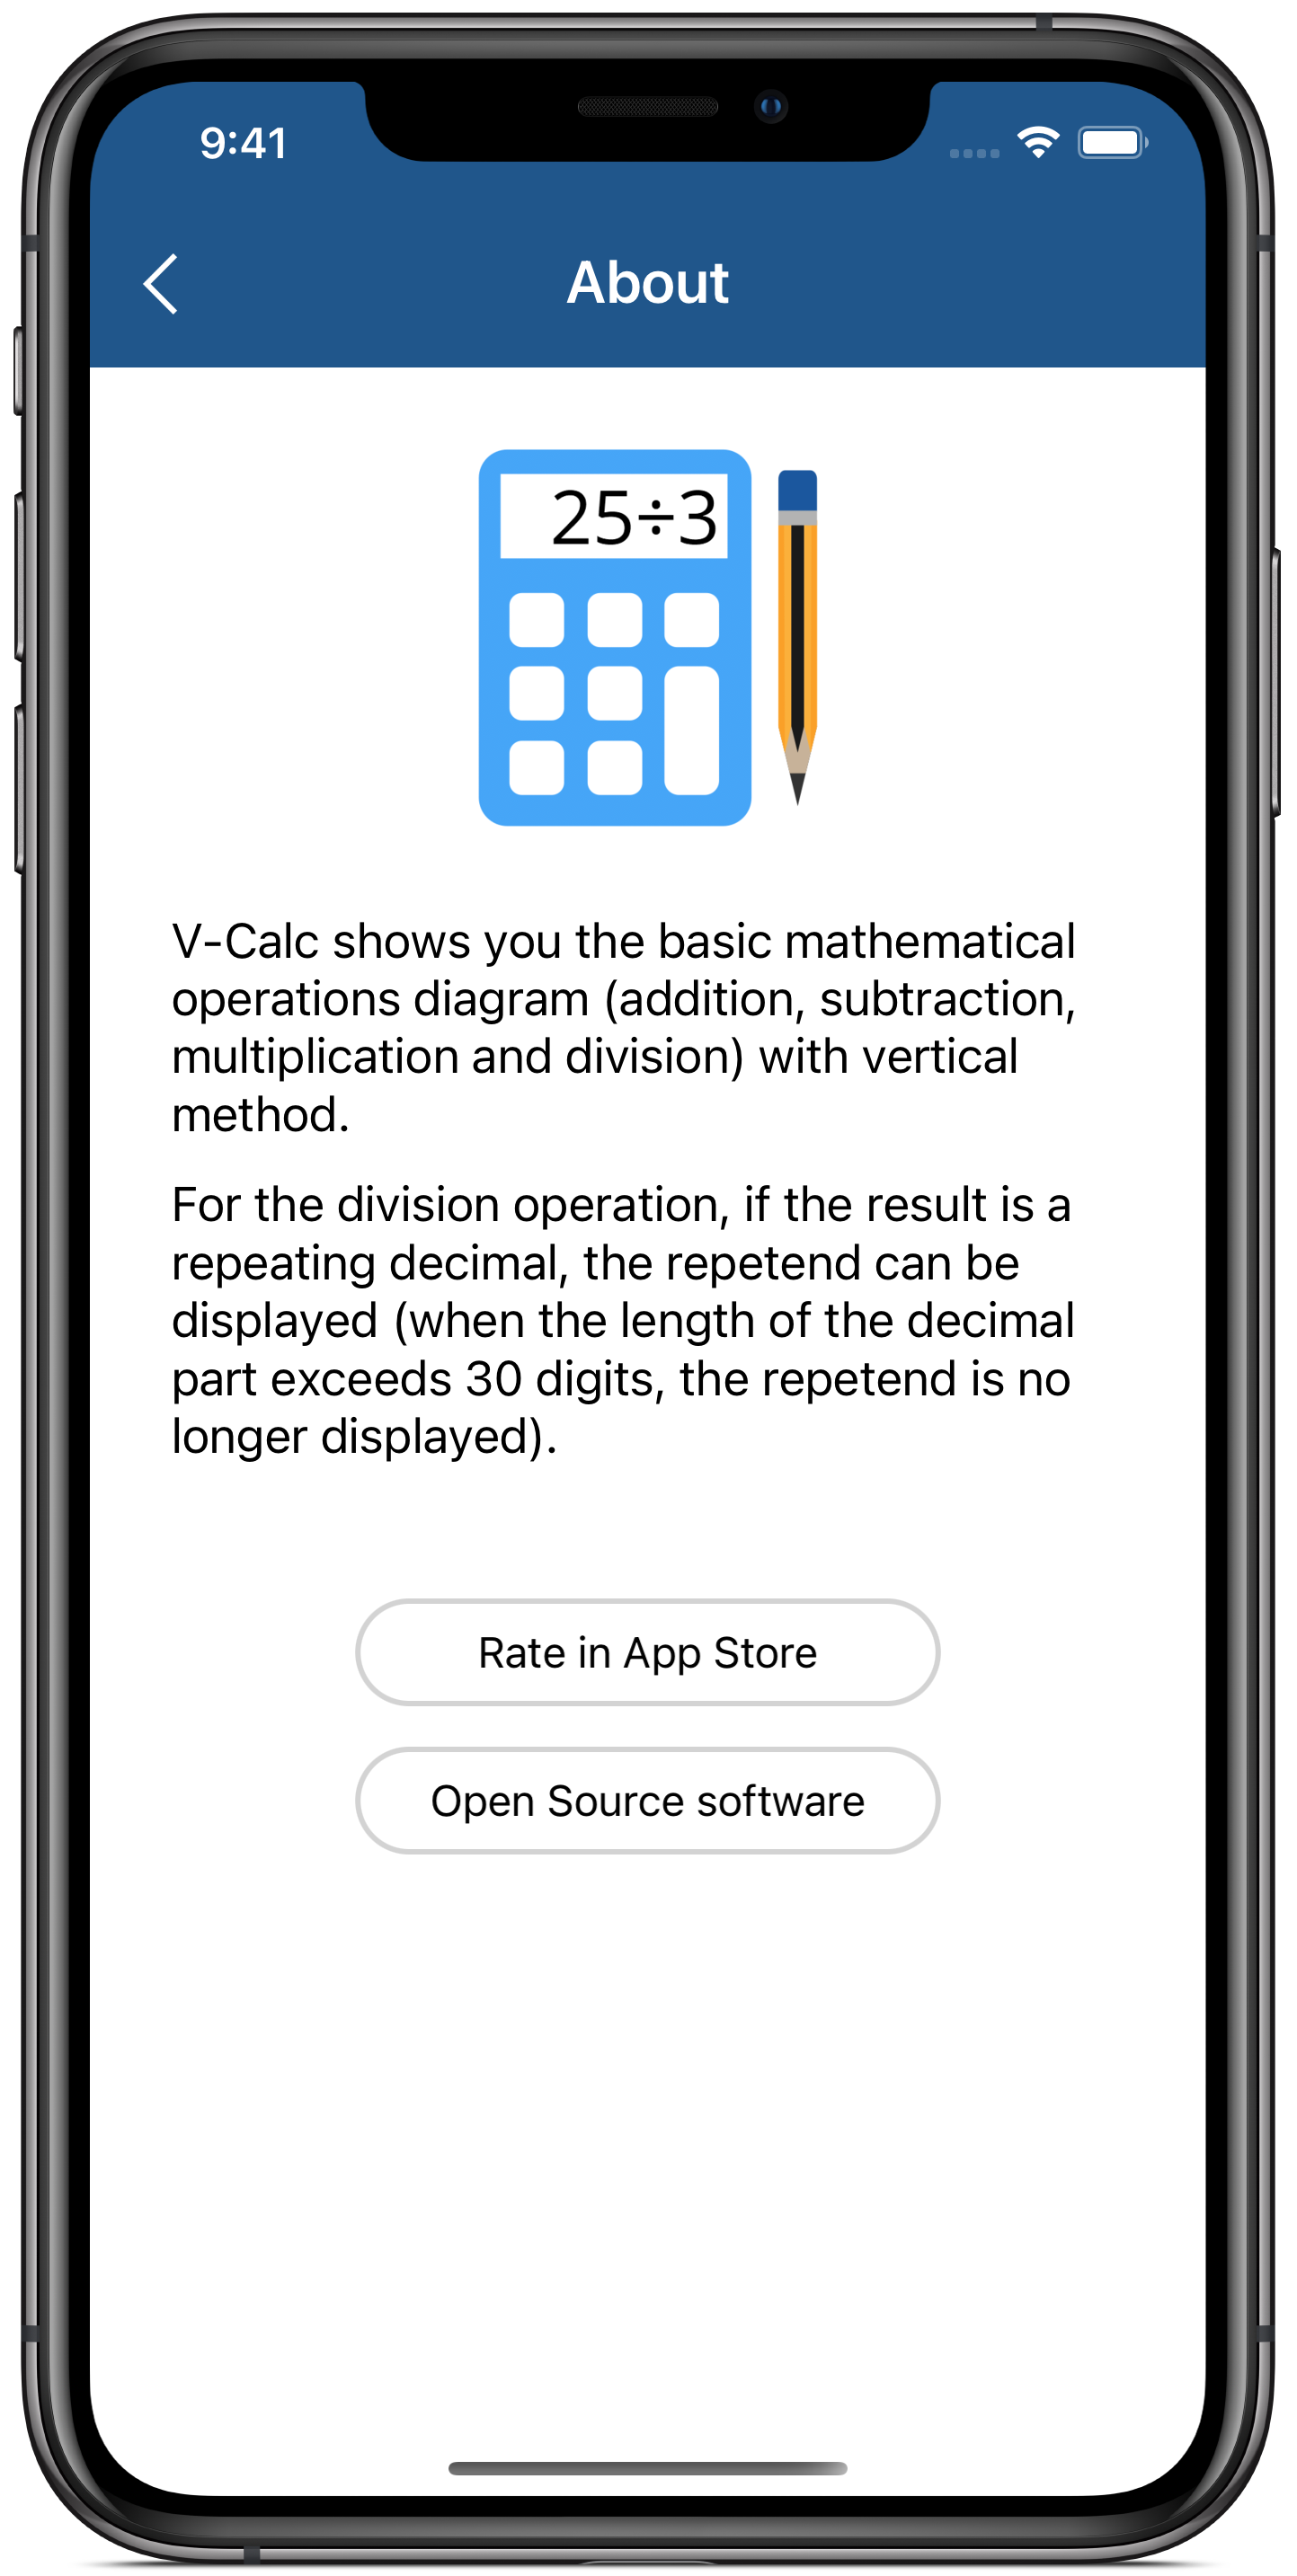 9:41
About
25÷3
V-Calc shows you the basic mathematical
operations diagram (addition, subtraction,
multiplication and division) with vertical
method.
For the division operation, if the result is a
repeating decimal, the repetend can be
displayed (when the length of the decimal
part exceeds 30 digits, the repetend is no
longer displayed).
Rate in App Store
Open Source software